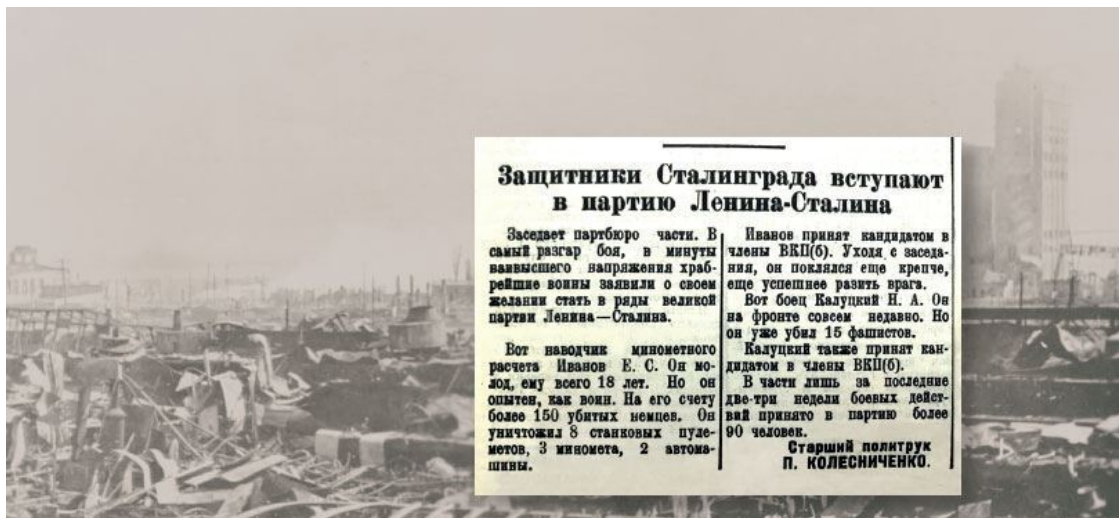 Защитники Сталинграда вступают
в партию Ленина-Сталина
Заседает партбюро части. В
самый разгар боя, в минуты
наивысшего напряжения храб-
рейшие воины заявили о своем
желании стать в ряды великой
партии Ленина—Сталина.
Вот наводчик минометного
расчета Иванов Е. С. Он мо-
лод, ему всего 18 лет. Но он
опытен, как воин. На его счету
более 150 убитых немцев. Он
уничтожил 8 станковых пуле-
метов, 3 миномета, 2 автома-
шины.
Иванов принят кандидатом в
члены ВКП(б). Уходя с заседа-
ния, он поклялся еще крепче,
еще успешнее разить врага.
Вот боец Калуцкий Н. А. Он
на фронте совсем недавно. Но
он уже убил 15 фашистов.
Калуцкий также принят кан-
дидатом в члены ВКП(б).
В части лишь за последние
две-три недели боевых дейст-
вий принято в партию более
90 человек.
Старший политрук
П. КОЛЕСНИЧЕНКО.